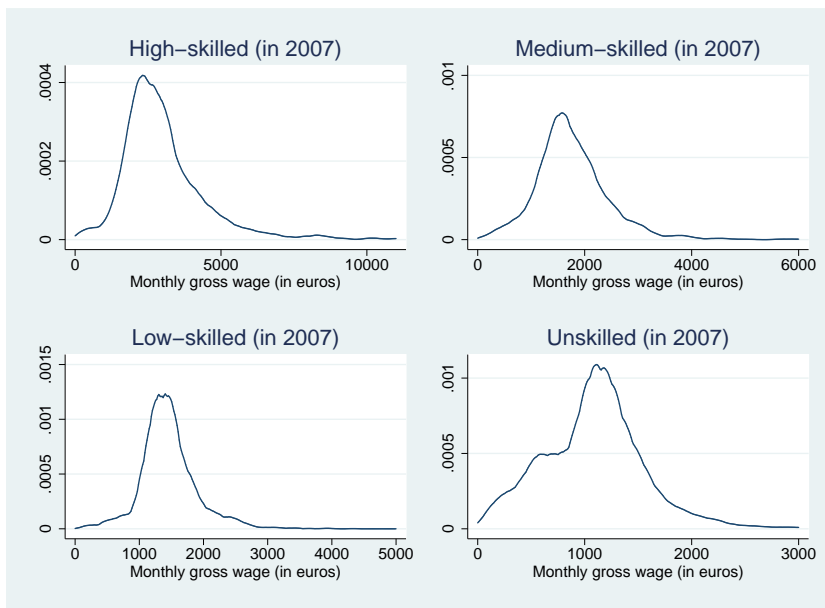 High−skilled (in 2007)
.0004
.0002
0
0 5000 10000
Monthly gross wage (in euros)
Medium−skilled (in 2007)
.001
.0005
0
0 2000 4000 6000
Monthly gross wage (in euros)
Low−skilled (in 2007)
.0015
.001
.0005
0
0 1000 2000 3000 4000 5000
Monthly gross wage (in euros)
Unskilled (in 2007)
.001
.0005
0
0 1000 2000 3000
Monthly gross wage (in euros)